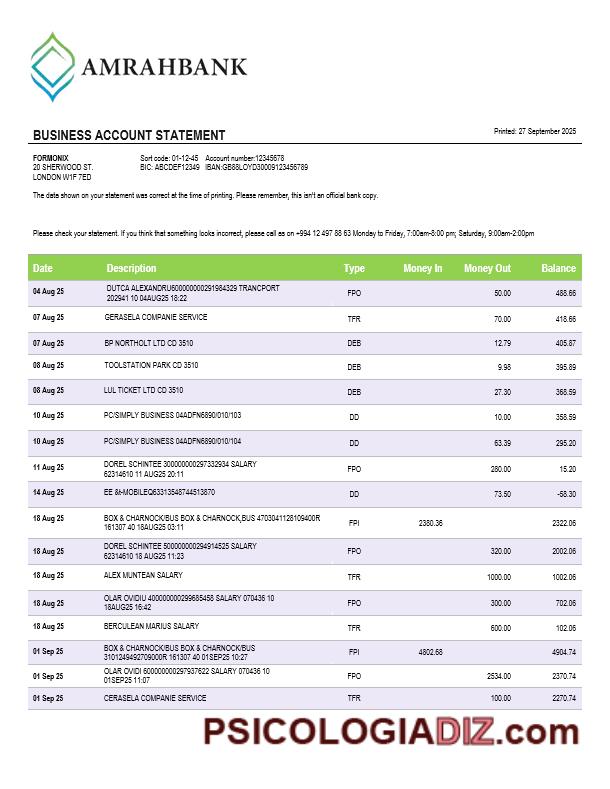 AMRAHBANK
BUSINESS ACCOUNT STATEMENT
Printed: 27 September 2025
FORMONIX
20 SHERWOOD ST.
LONDON W1F 7ED
Sort code: 01-12-45 Account number:12345678
BIC: ABCDEF12349 IBAN:GB88LOYD30009123456789
The data shown on your statement was correct at the time of printing. Please remember, this isn't an official bank copy.
Please check your statement. If you think that something looks incorrect, please call as on +994 12 497 88 63 Monday to Friday, 7:00am-8:00 pm; Saturday, 9:00am-2:00pm
Date Description Type Money In Money Out Balance
04 Aug 25 DUTCA ALEXANDRU600000000291984329 TRANCPORT
202941 10 04AUG25 18:22 FPO 50.00 488.66
07 Aug 25 GERASELA COMPANIE SERVICE TFR 70.00 418.66
07 Aug 25 BP NORTHOLT LTD CD 3510 DEB 12.79 405.87
08 Aug 25 TOOLSTATION PARK CD 3510 DEB 9.98 395.89
08 Aug 25 LUL TICKET LTD CD 3510 DEB 27.30 368.59
10 Aug 25 PC/SIMPLY BUSINESS 04ADFN6890/010/103 DD 10.00 358.59
10 Aug 25 PC/SIMPLY BUSINESS 04ADFN6890/010/104 DD 63.39 295.20
11 Aug 25 DOREL SCHINTEE 300000000297332934 SALARY
62314610 11 AUG25 20:11 FPO 280.00 15.20
14 Aug 25 EE &t-MOBILEQ63313548744513870 DD 73.50 -58.30
18 Aug 25 BOX & CHARNOCK/BUS BOX & CHARNOCK,BUS 4703041128109400R
161307 40 18AUG25 03:11 FPI 2380.36 2322.06
18 Aug 25 DOREL SCHINTEE 500000000294914525 SALARY
62314610 18 AUG25 11:23 FPO 320.00 2002.06
18 Aug 25 ALEX MUNTEAN SALARY TFR 1000.00 1002.06
18 Aug 25 OLAR OVIDIU 400000000299685458 SALARY 070436 10
18AUG25 16:42 FPO 300.00 702.06
18 Aug 25 BERCULEAN MARIUS SALARY TFR 600.00 102.06
01 Sep 25 BOX & CHARNOCK/BUS BOX & CHARNOCK/BUS
3101249492709000R 161307 40 01SEP25 10:27 FPI 4802.68 4904.74
01 Sep 25 OLAR OVIDI 600000000297937622 SALARY 070436 10
01SEP25 11:07 FPO 2534.00 2370.74
01 Sep 25 CERASELA COMPANIE SERVICE TFR 100.00 2270.74
PSICOLOGIADIZ.com